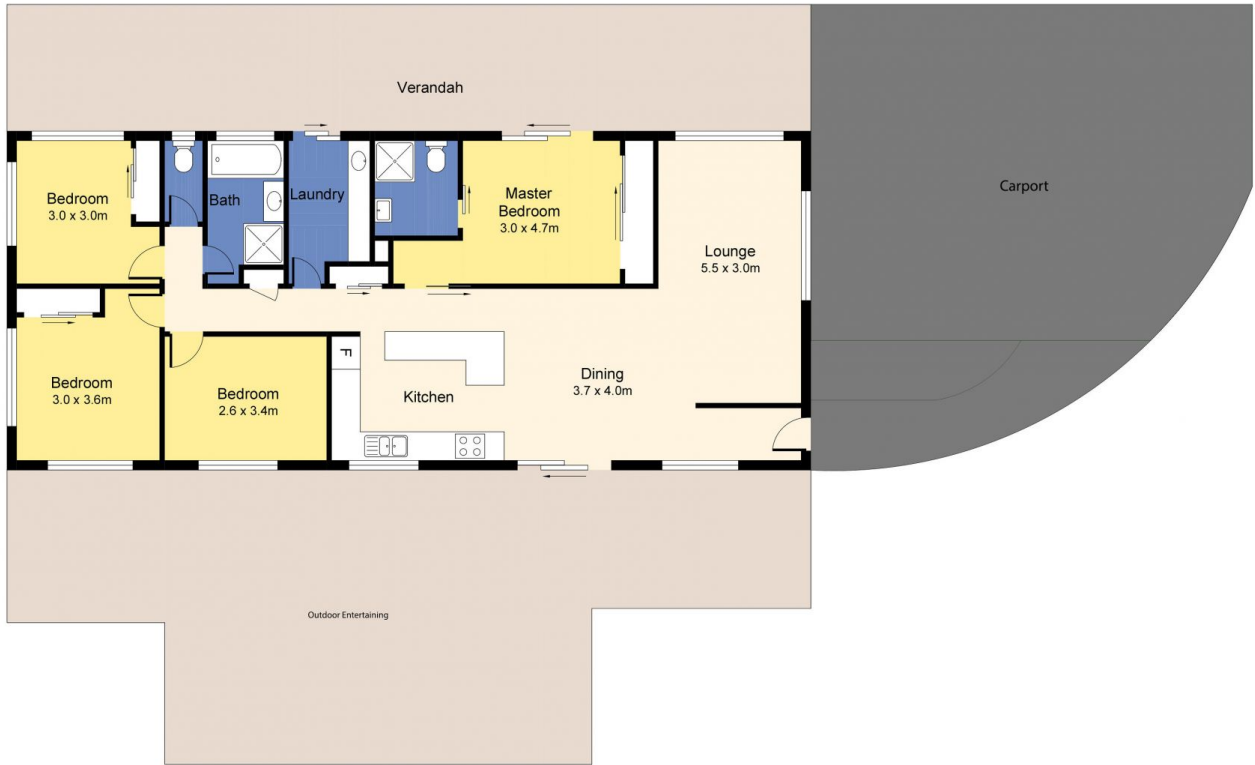 Verandah
Bedroom
3.0 x 3.0m
Bath
Laundry
Master
Bedroom
3.0 x 4.7m
Lounge
5.5 x 3.0m
Carport
Bedroom
3.0 x 3.6m
Bedroom
2.6 x 3.4m
F
Kitchen
Dining
3.7 x 4.0m
Outdoor Entertaining